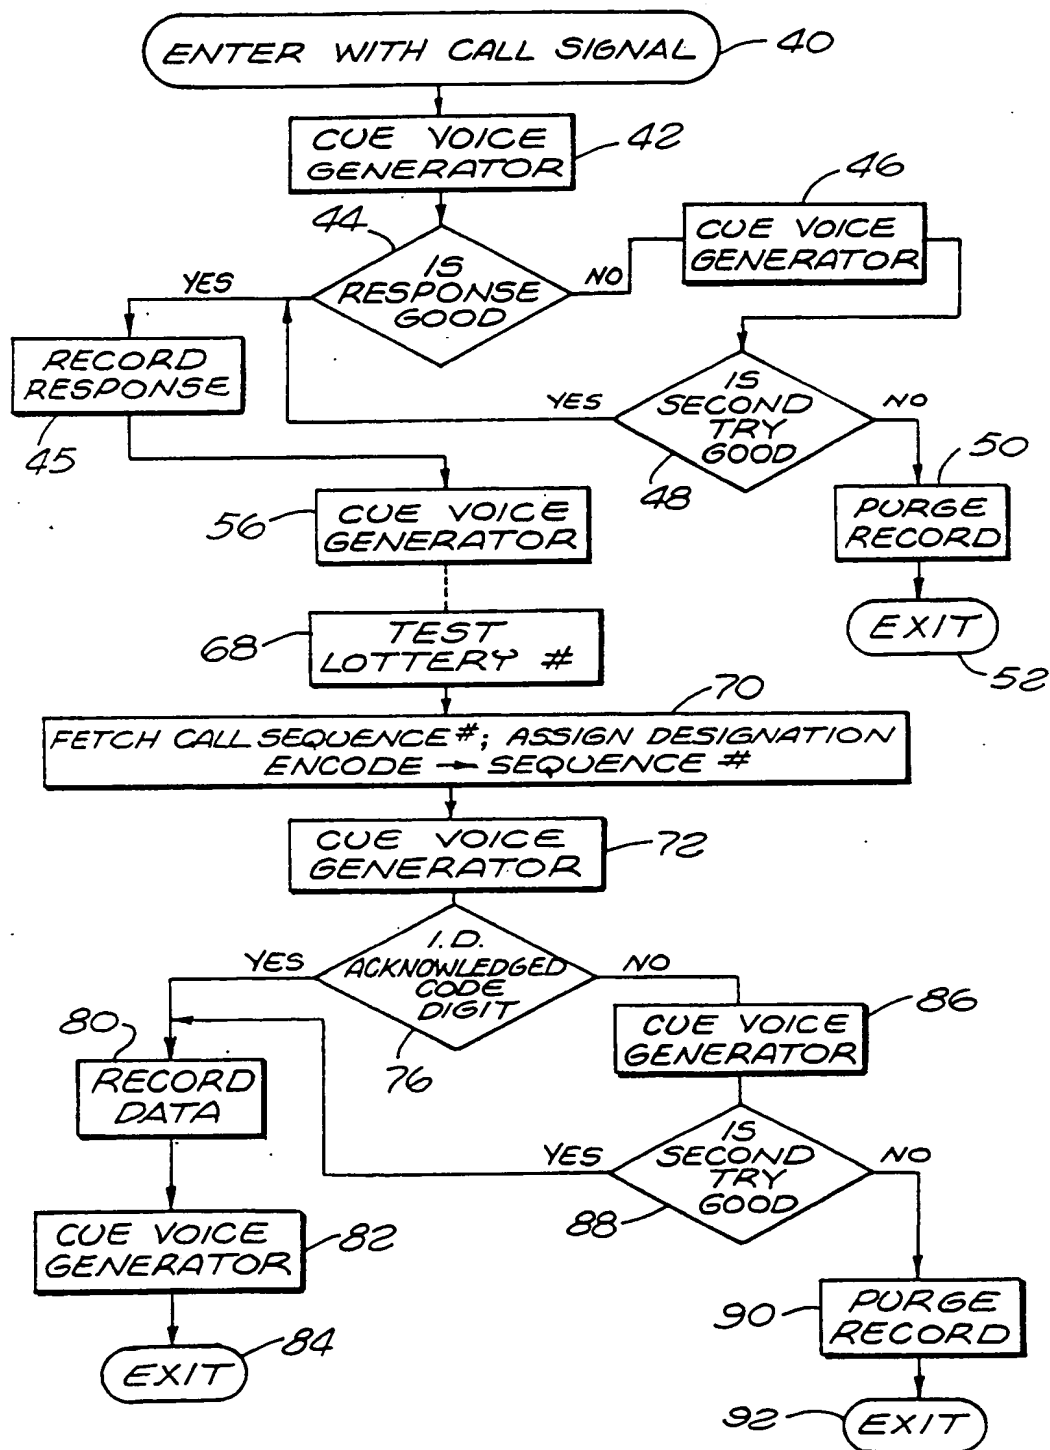 ENTER WITH CALL SIGNAL
40
CUE VOICE
GENERATOR
42
44
IS
RESPONSE
GOOD
YES
NO
46
CUE VOICE
GENERATOR
RECORD
RESPONSE
45
IS
SECOND
TRY
GOOD
YES
NO
48
50
PURGE
RECORD
EXIT
52
56
CUE VOICE
GENERATOR
68
TEST
LOTTERY #
70
FETCH CALL SEQUENCE #; ASSIGN DESIGNATION
ENCODE → SEQUENCE #
CUE VOICE
GENERATOR
72
I.D.
ACKNOWLEDGED
CODE
DIGIT
YES
NO
76
80
RECORD
DATA
86
CUE VOICE
GENERATOR
IS
SECOND
TRY
GOOD
YES
NO
88
CUE VOICE
GENERATOR
82
EXIT
84
90
PURGE
RECORD
92
EXIT